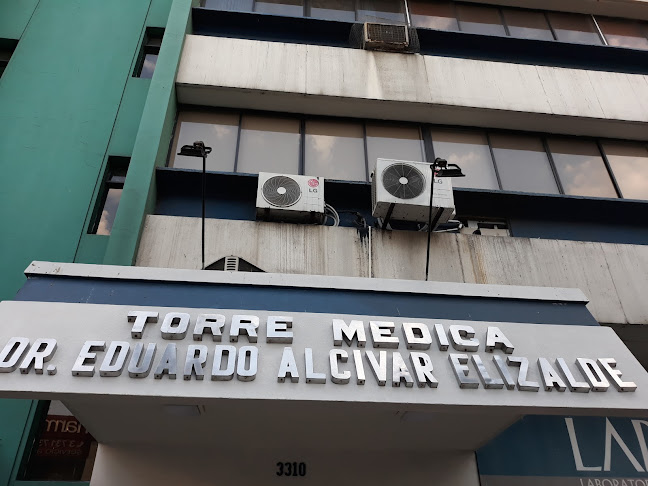 LG
LG
TORRE MEDICA
DR. EDUARDO ALCIVAR ELIZALDE
3310